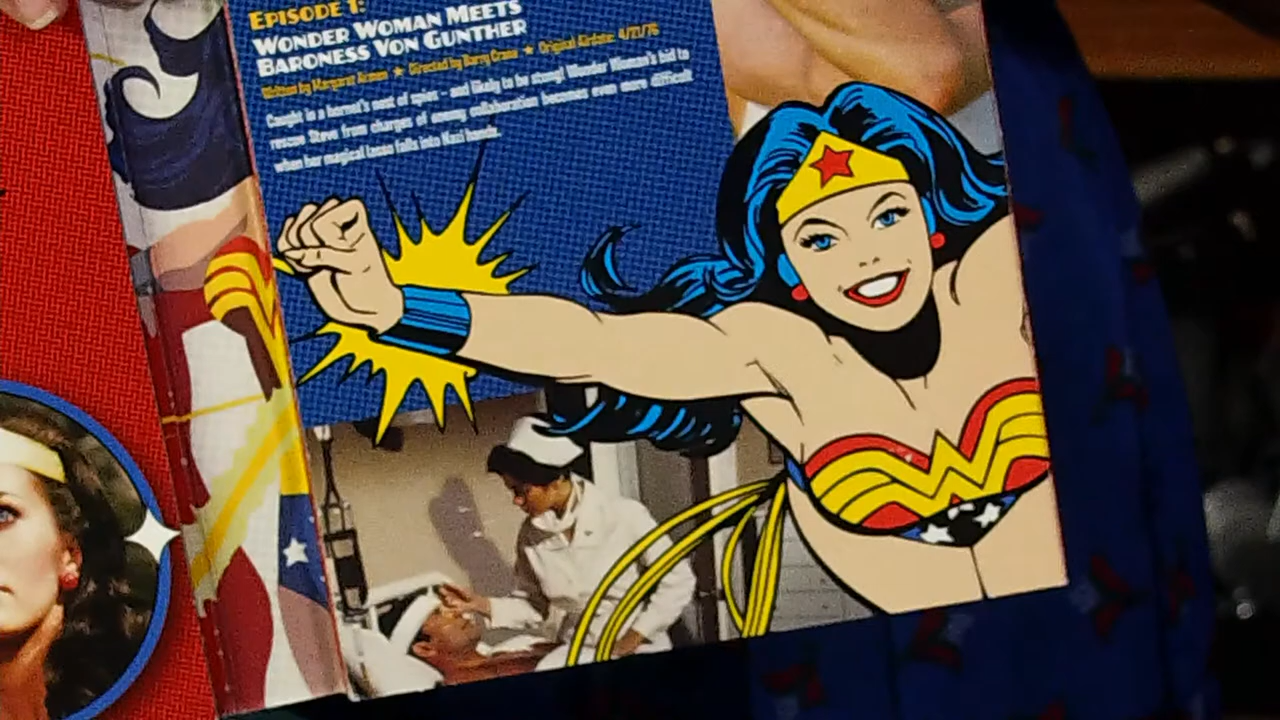 EPISODE 1:
WONDER WOMAN MEETS
BARONESS VON GUNTHER
Written by Margaret Armen ★ Directed by Barry Crane ★ Original Airdate: 4/21/76
Caught in a hornet's nest of spies - and likely to be stung! Wonder Woman's bid to
rescue Steve from charges of enemy collaboration becomes even more difficult
when her magical lasso falls into Nazi hands.